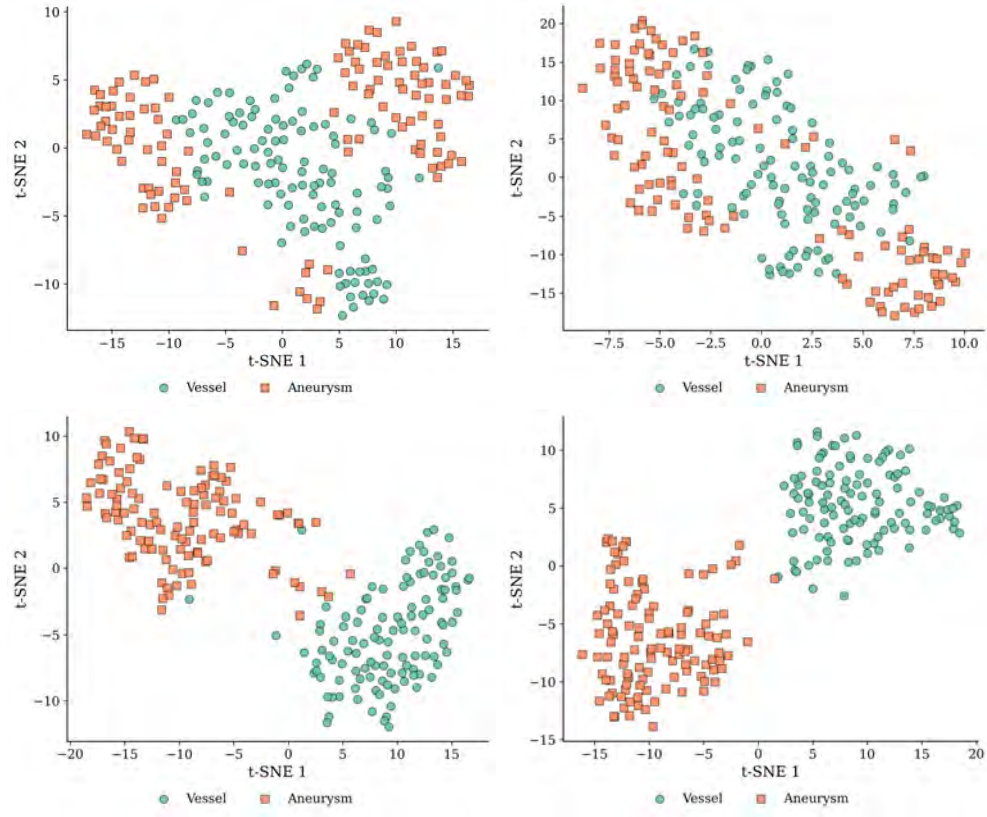 10
5
0
−5
−10
t-SNE 2
−15 −10 −5 0 5 10 15
t-SNE 1
Vessel Aneurysm
20
15
10
5
0
−5
−10
−15
t-SNE 2
−7.5 −5.0 −2.5 0.0 2.5 5.0 7.5 10.0
t-SNE 1
Vessel Aneurysm
10
5
0
−5
−10
t-SNE 2
−20 −15 −10 −5 0 5 10 15
t-SNE 1
Vessel Aneurysm
10
5
0
−5
−10
−15
t-SNE 2
−15 −10 −5 0 5 10 15 20
t-SNE 1
Vessel Aneurysm